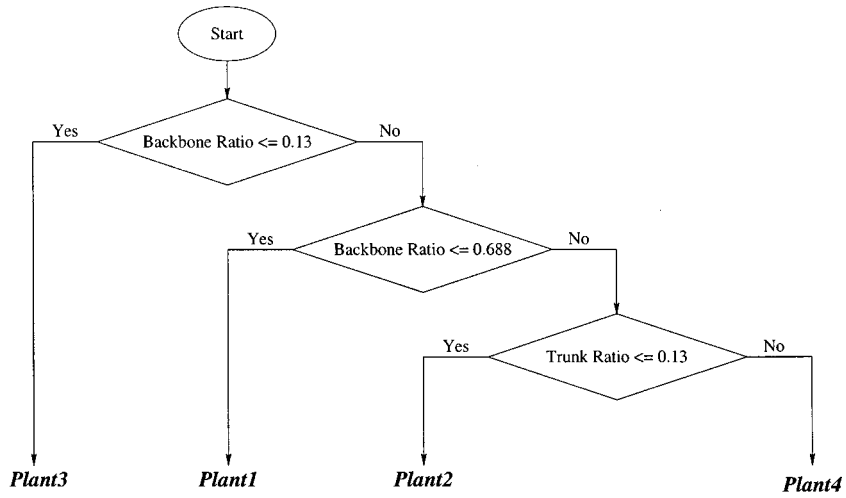 Start
Backbone Ratio <= 0.13
Yes
No
Backbone Ratio <= 0.688
Yes
No
Trunk Ratio <= 0.13
Yes
No
Plant3
Plant1
Plant2
Plant4